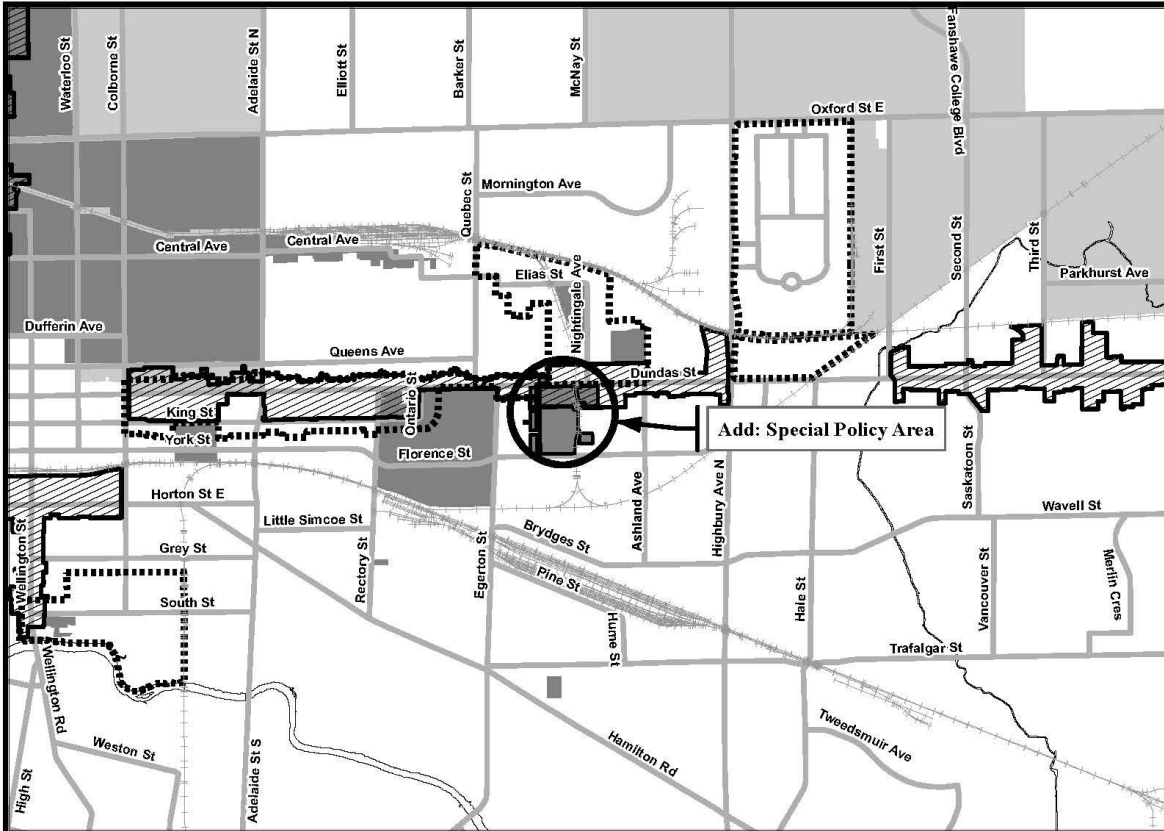 Waterloo St
Colborne St
Adelaide St N
Elliott St
Barker St
McNay St
Fanshawe College Blvd
Oxford St E
Quebec St
Mornington Ave
Central Ave
Central Ave
Elias St
Nightingale Ave
First St
Second St
Third St
Parkhurst Ave
Dufferin Ave
Queens Ave
Ontario St
Dundas St
King St
York St
Florence St
Add: Special Policy Area
Wellington St
Horton St E
Little Simcoe St
Grey St
South St
Rectory St
Egerton St
Brydges St
Pine St
Hume St
Ashland Ave
Highbury Ave N
Hale St
Saskatoon St
Wavell St
Vancouver St
Merlin Cres
Trafalgar St
Wellington Rd
Weston St
High St
Adelaide St S
Hamilton Rd
Tweedsmuir Ave